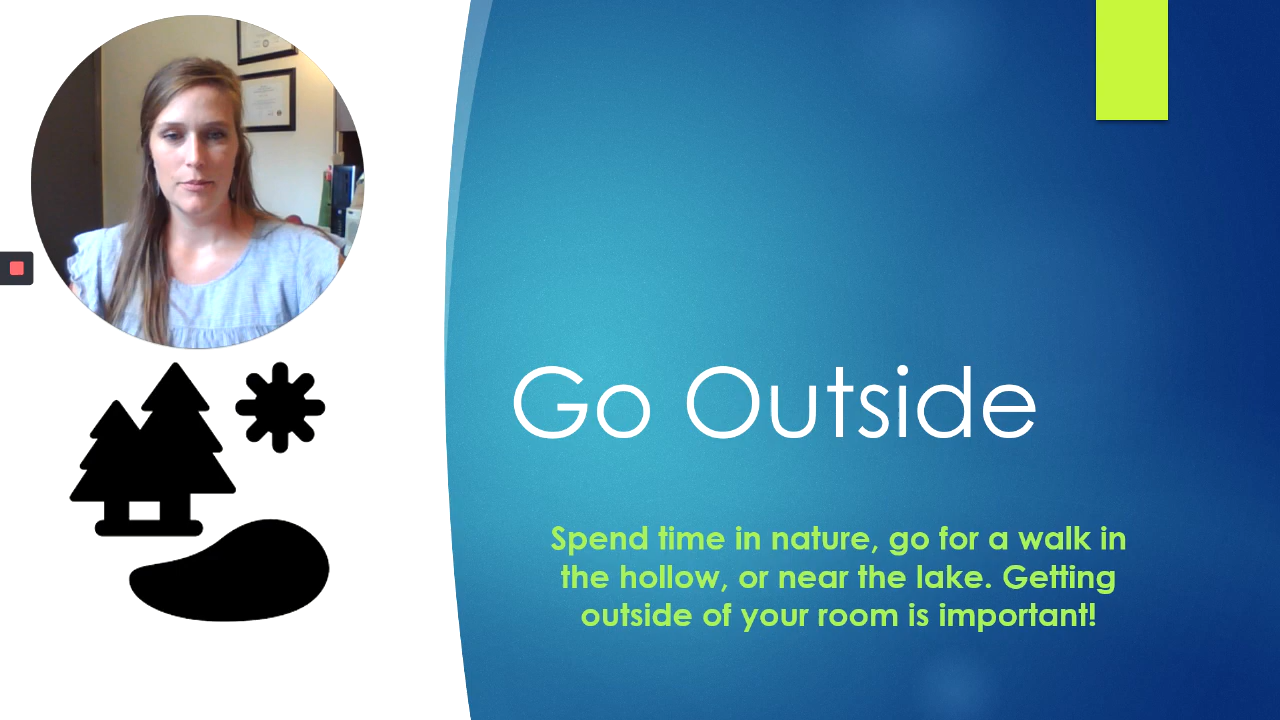 Go Outside
Spend time in nature, go for a walk in
the hollow, or near the lake. Getting
outside of your room is important!